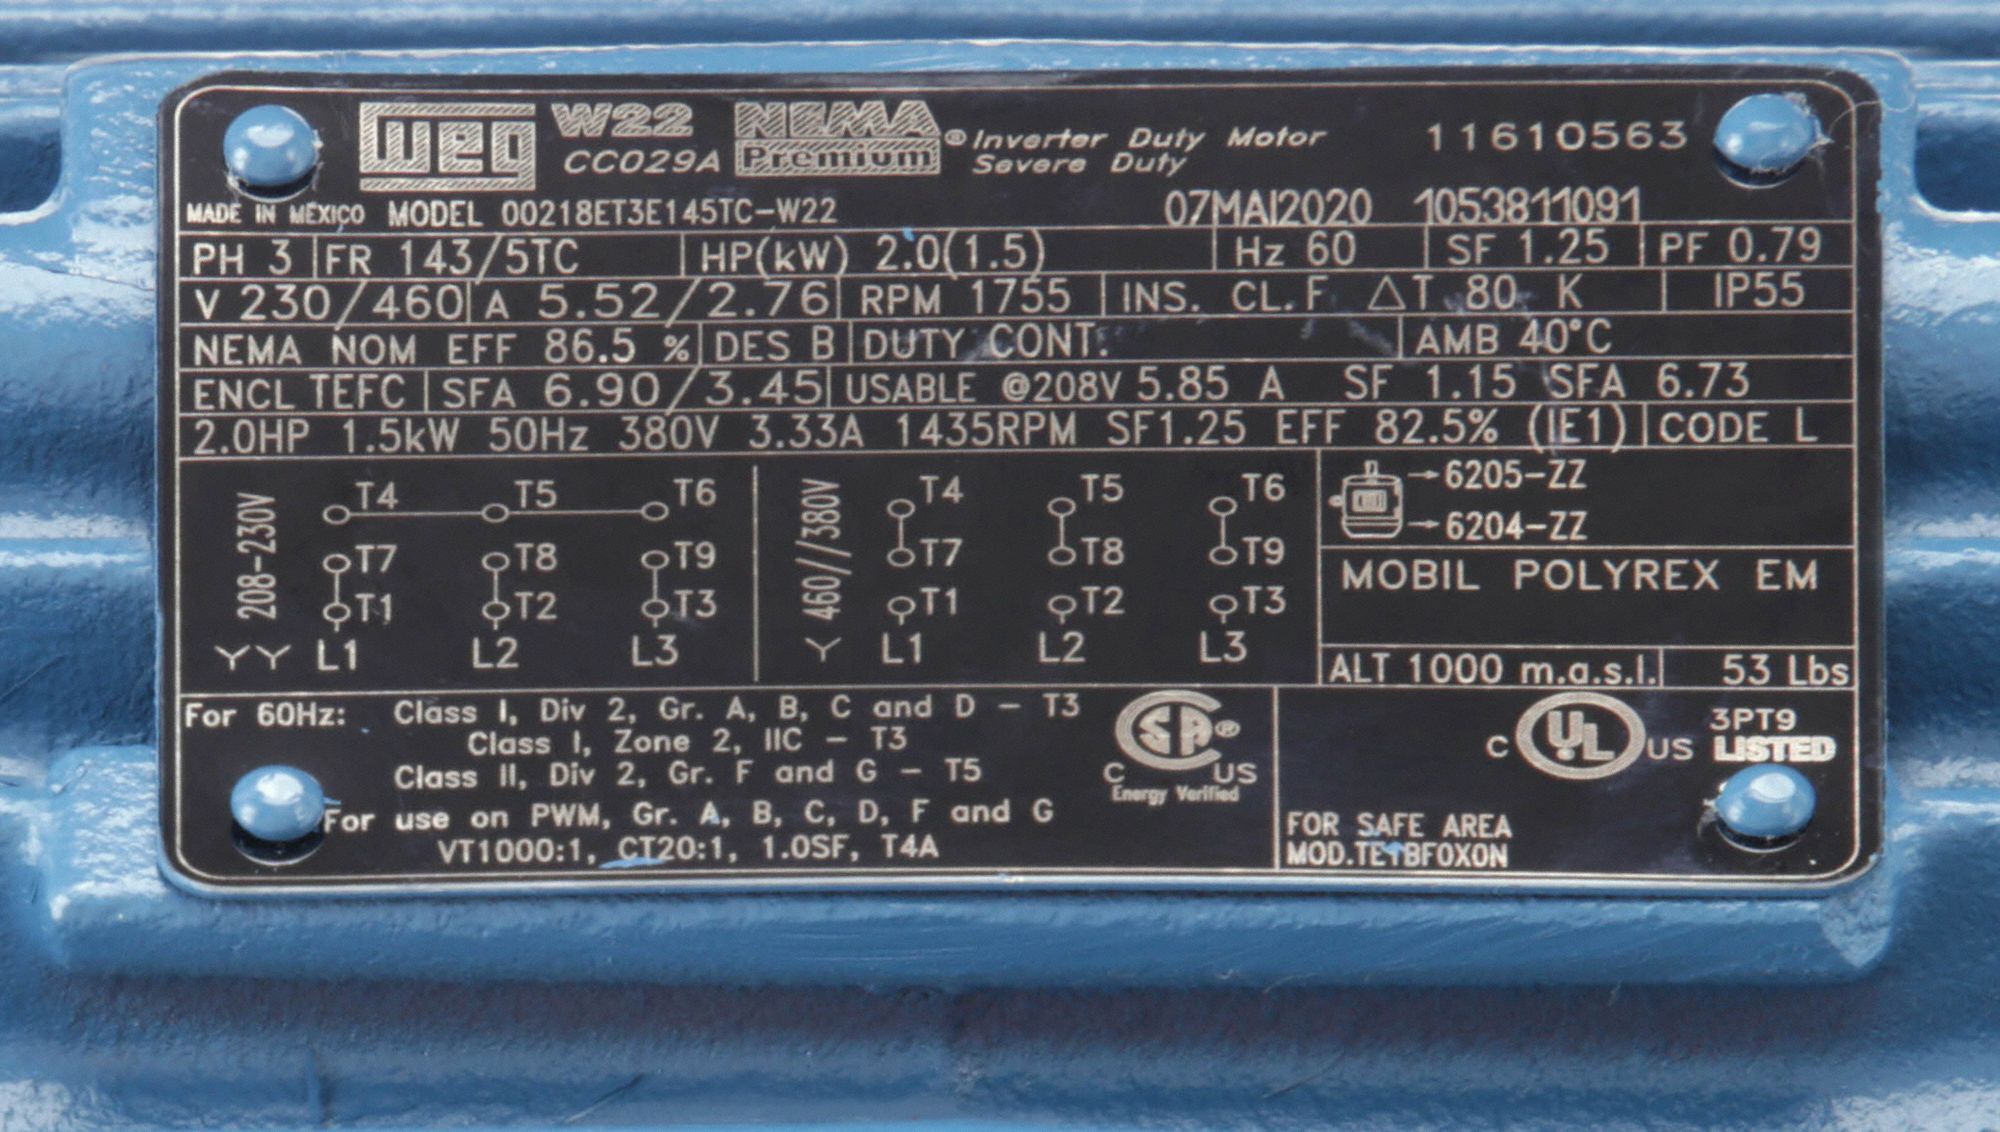 WEG W22 NEMA Premium ® Inverter Duty Motor 11610563
CC029A Severe Duty
MADE IN MEXICO MODEL 00218ET3E145TC-W22 07MAI2020 1053811091
PH 3 FR 143/5TC HP(kW) 2.0(1.5) Hz 60 SF 1.25 PF 0.79
V 230/460 A 5.52/2.76 RPM 1755 INS. CL. F ΔT 80 K IP55
NEMA NOM EFF 86.5 % DES B DUTY CONT. AMB 40°C
ENCL TEFC SFA 6.90/3.45 USABLE @208V 5.85 A SF 1.15 SFA 6.73
2.0HP 1.5kW 50Hz 380V 3.33A 1435RPM SF1.25 EFF 82.5% (IE1) CODE L
208-230V
T4 T5 T6
T7 T8 T9
T1 T2 T3
YY L1 L2 L3
460//380V
T4 T5 T6
T7 T8 T9
T1 T2 T3
Y L1 L2 L3
→6205-ZZ
→6204-ZZ
MOBIL POLYREX EM
ALT 1000 m.a.s.l. 53 Lbs
For 60Hz: Class I, Div 2, Gr. A, B, C and D - T3
Class I, Zone 2, IIC - T3
Class II, Div 2, Gr. F and G - T5
For use on PWM, Gr. A, B, C, D, F and G
VT1000:1, CT20:1, 1.0SF, T4A
C SA® US
Energy Verified
C UL US 3PT9
LISTED
FOR SAFE AREA
MOD.TE1BF0X0N